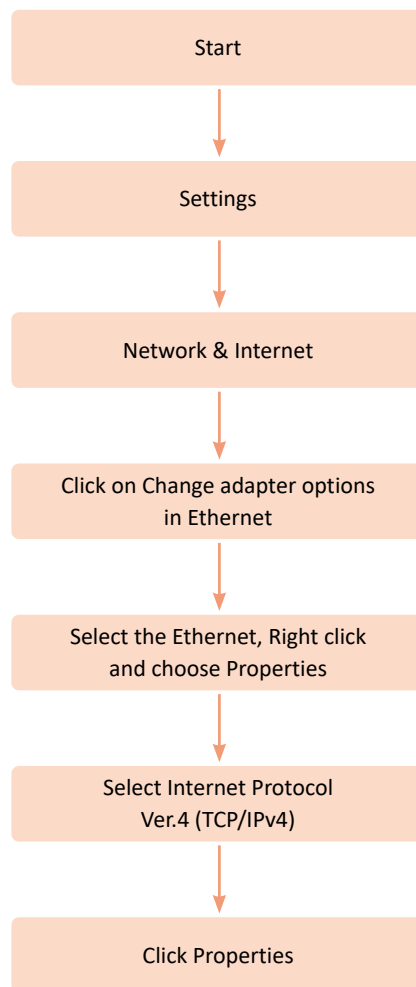 Start
Settings
Network & Internet
Click on Change adapter options
in Ethernet
Select the Ethernet, Right click
and choose Properties
Select Internet Protocol
Ver.4 (TCP/IPv4)
Click Properties